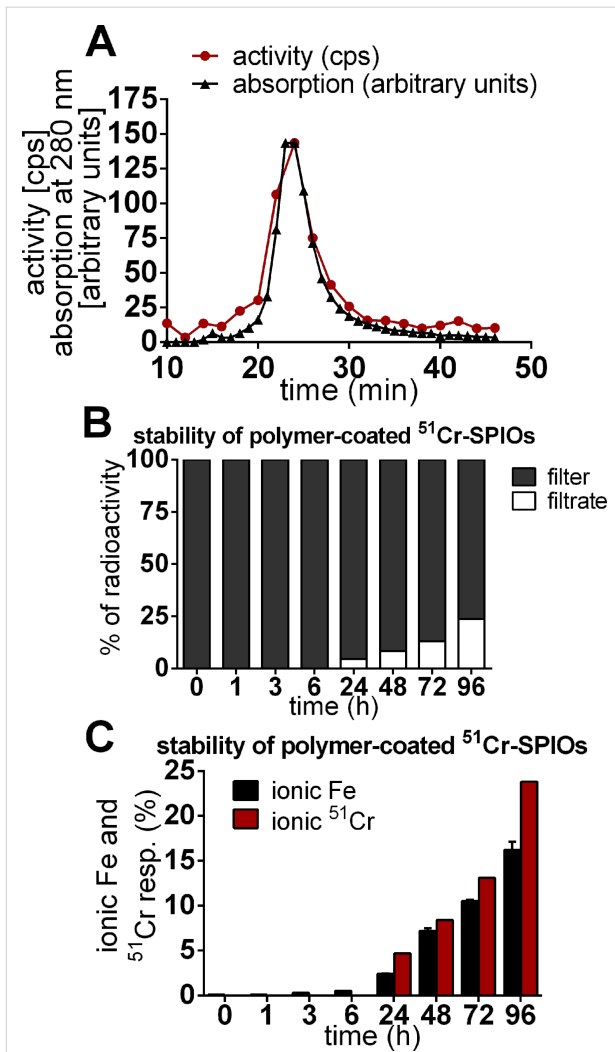 A
activity (cps)
absorption (arbitrary units)
activity [cps]
absorption at 280 nm
[arbitrary units]
175
150
125
100
75
50
25
0
10 20 30 40 50
time (min)
B
stability of polymer-coated ⁵¹Cr-SPIOs
filter
filtrate
% of radioactivity
100
75
50
25
0
0 1 3 6 24 48 72 96
time (h)
C
stability of polymer-coated ⁵¹Cr-SPIOs
ionic Fe
ionic ⁵¹Cr
ionic Fe and
⁵¹Cr resp. (%)
25
20
15
10
5
0
0 1 3 6 24 48 72 96
time (h)